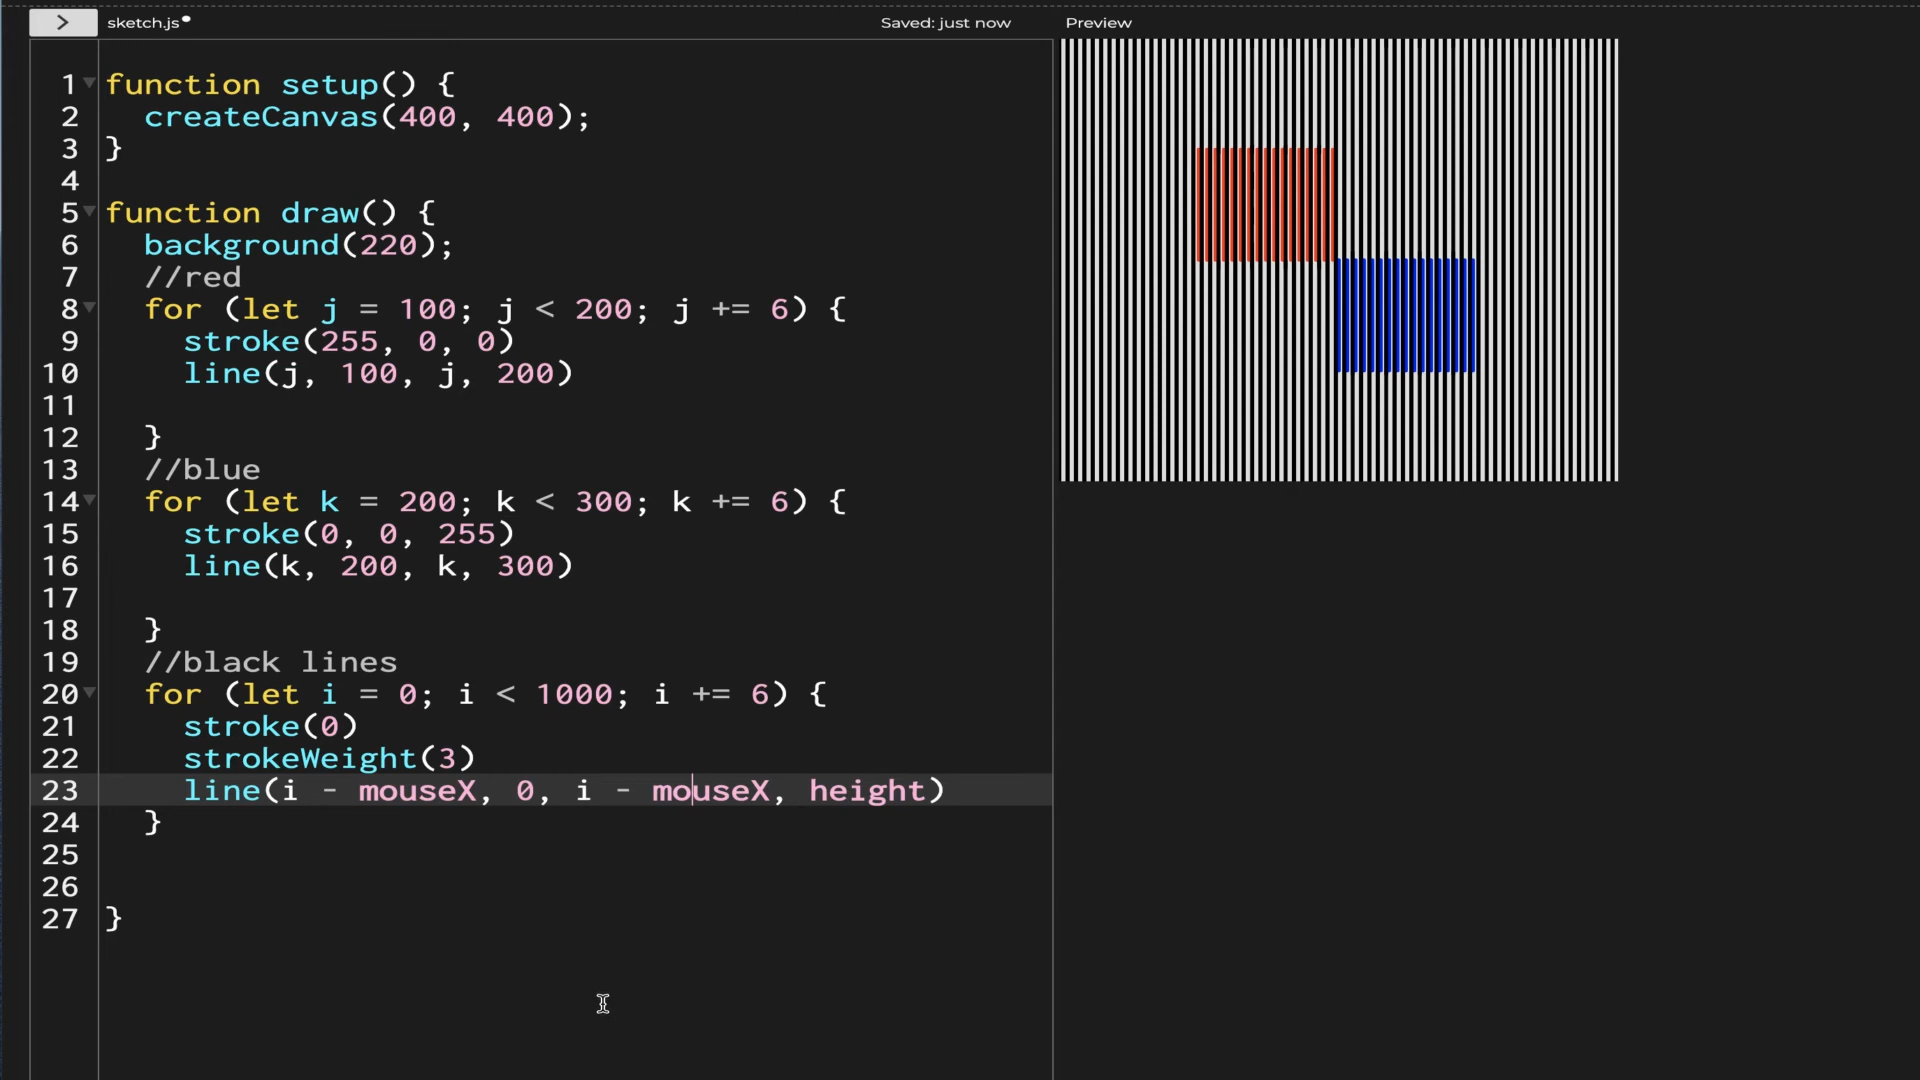 sketch.js Saved: just now Preview
1 function setup() {
2 createCanvas(400, 400);
3 }
4
5 function draw() {
6 background(220);
7 //red
8 for (let j = 100; j < 200; j += 6) {
9 stroke(255, 0, 0)
10 line(j, 100, j, 200)
11
12 }
13 //blue
14 for (let k = 200; k < 300; k += 6) {
15 stroke(0, 0, 255)
16 line(k, 200, k, 300)
17
18 }
19 //black lines
20 for (let i = 0; i < 1000; i += 6) {
21 stroke(0)
22 strokeWeight(3)
23 line(i - mouseX, 0, i - mouseX, height)
24 }
25
26
27 }